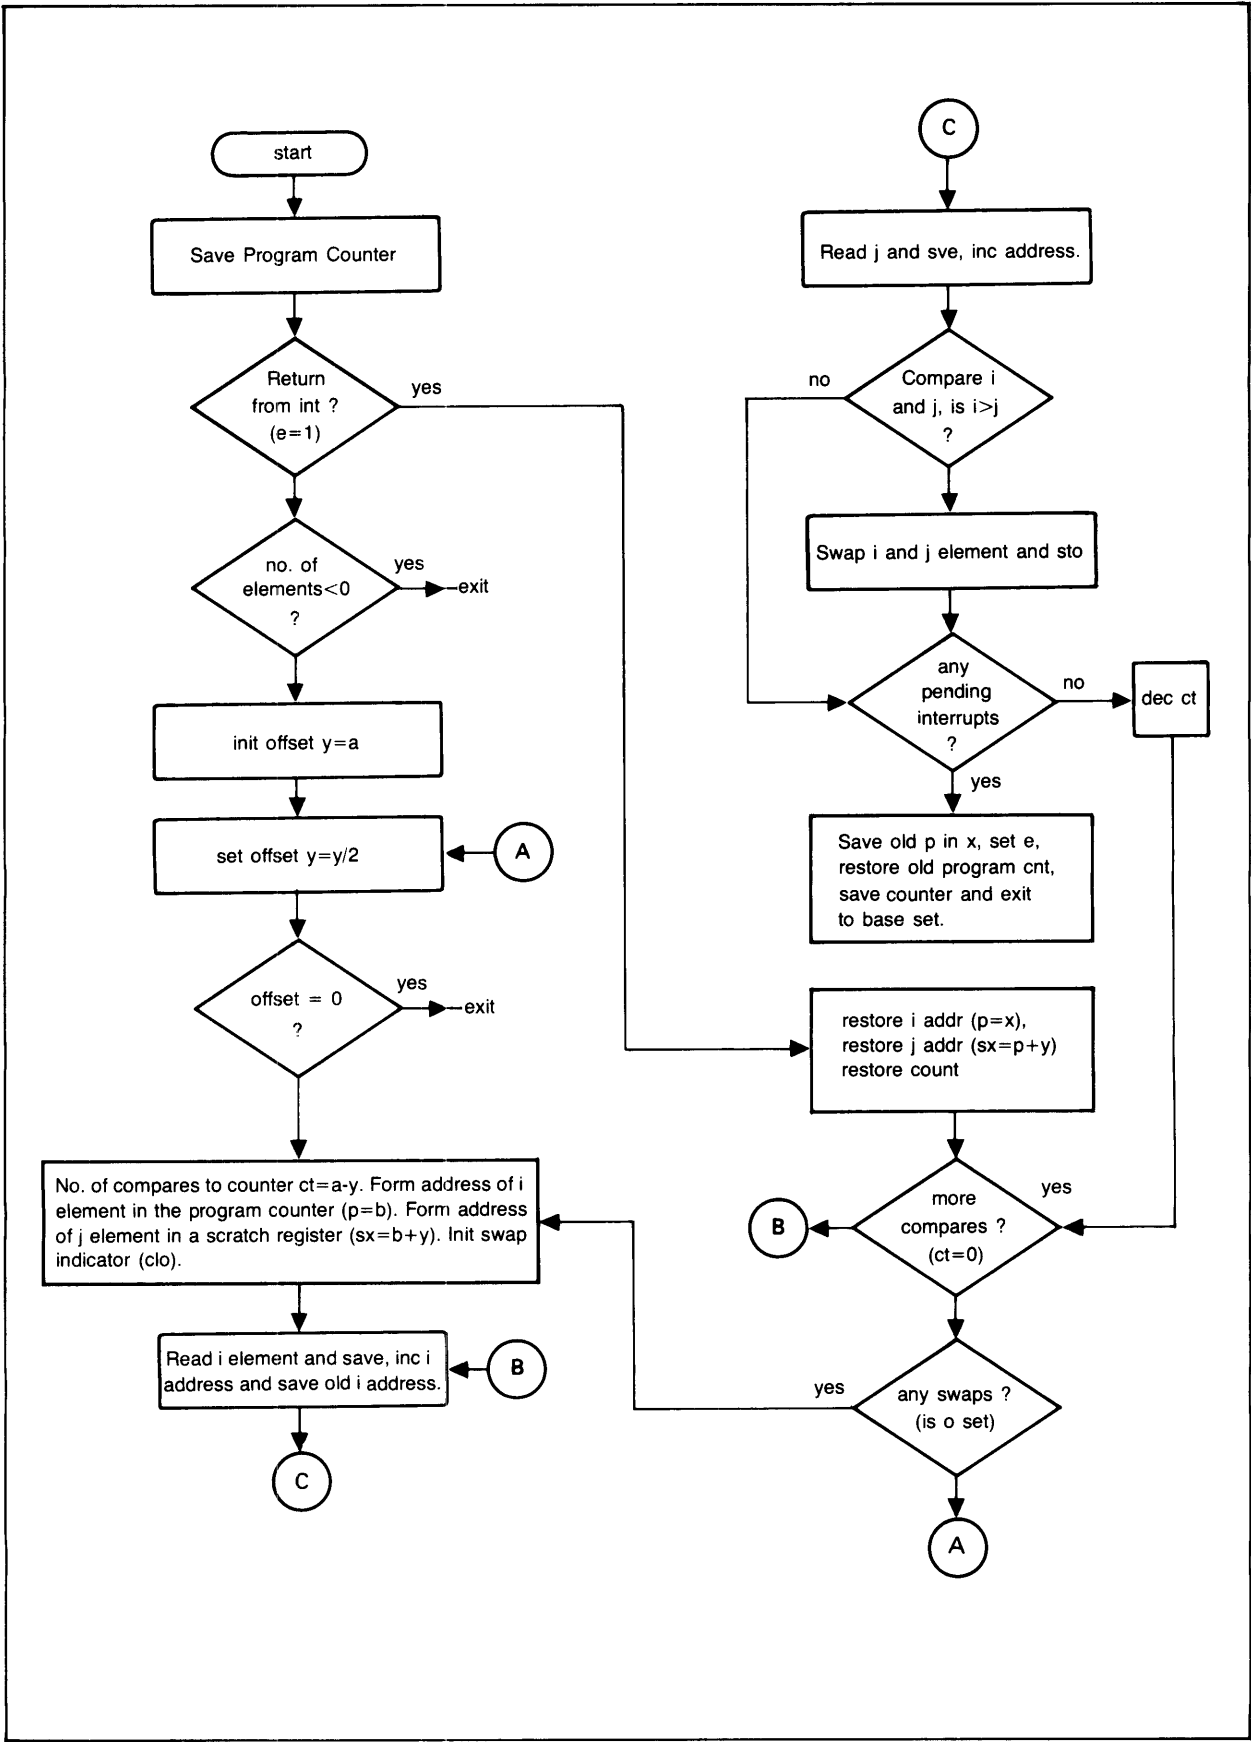 start
Save Program Counter
Return
from int ?
(e=1)
yes
no. of
elements<0
?
yes
exit
init offset y=a
set offset y=y/2
A
offset = 0
?
yes
exit
No. of compares to counter ct=a-y. Form address of i
element in the program counter (p=b). Form address
of j element in a scratch register (sx=b+y). Init swap
indicator (clo).
Read i element and save, inc i
address and save old i address.
B
C
C
Read j and sve, inc address.
no
Compare i
and j, is i>j
?
Swap i and j element and sto
any
pending
interrupts
?
no
dec ct
yes
Save old p in x, set e,
restore old program cnt,
save counter and exit
to base set.
restore i addr (p=x),
restore j addr (sx=p+y)
restore count
B
more
compares ?
(ct=0)
yes
yes
any swaps ?
(is o set)
A